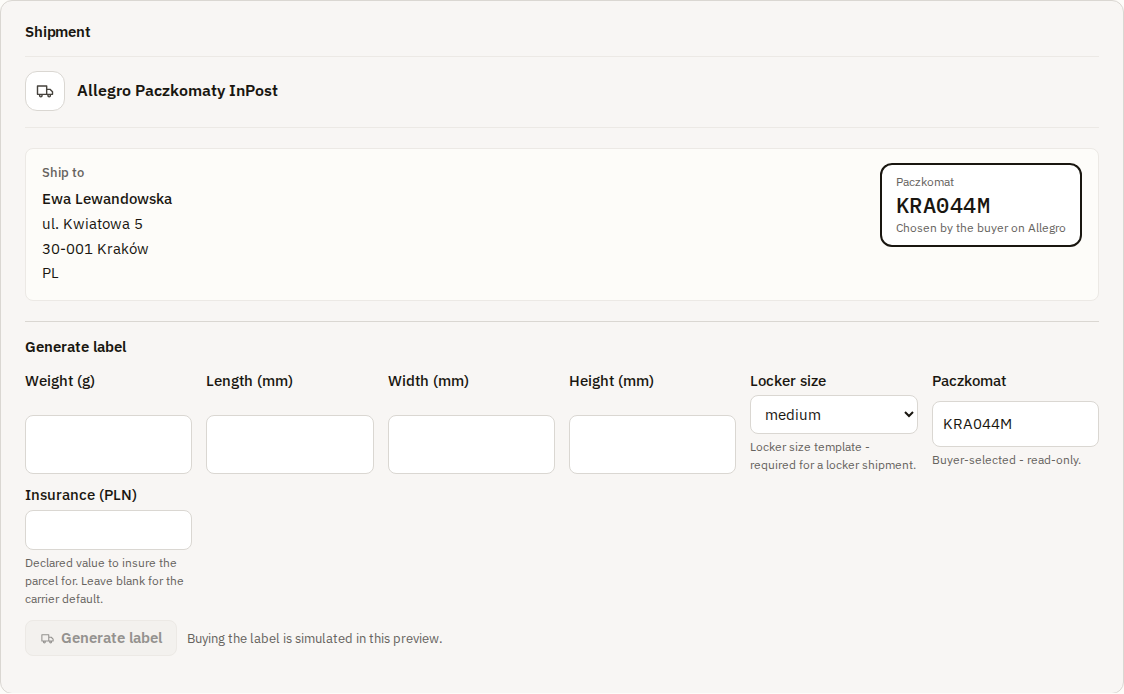 Shipment
Allegro Paczkomaty InPost
Ship to
Ewa Lewandowska
ul. Kwiatowa 5
30-001 Kraków
PL
Paczkomat
KRA044M
Chosen by the buyer on Allegro
Generate label
Weight (g)
Length (mm)
Width (mm)
Height (mm)
Locker size
medium
Locker size template -
required for a locker shipment.
Paczkomat
KRA044M
Buyer-selected - read-only.
Insurance (PLN)
Declared value to insure the
parcel for. Leave blank for the
carrier default.
Generate label
Buying the label is simulated in this preview.